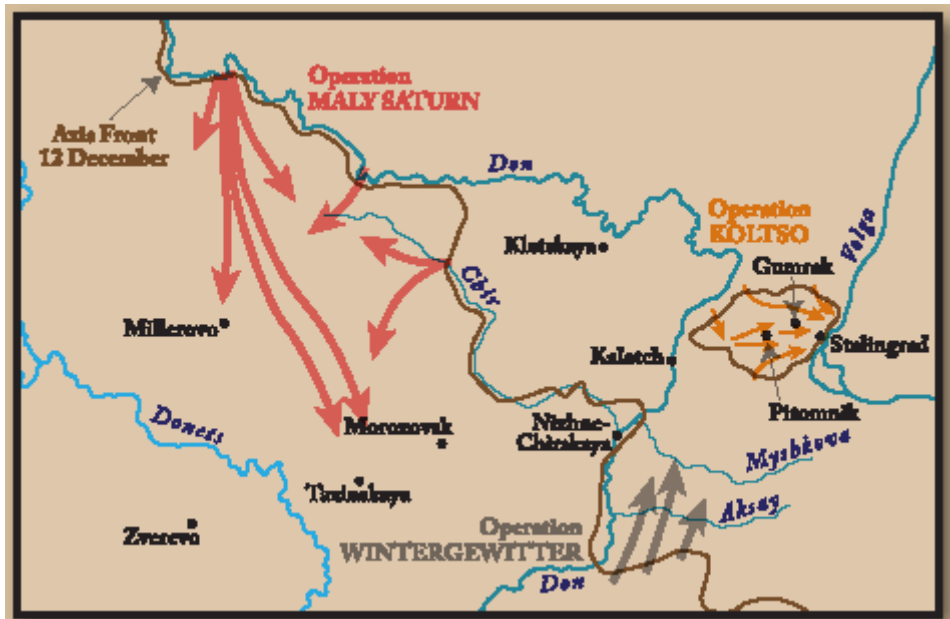 Operation
MALY SATURN
Axis Front
12 December
Don
Operation
KOLTSO
Volga
Gumrak
Kletskaya
Chir
Millerovo
Kalatch
Stalingrad
Pitomnik
Donets
Morozovsk
Nizhne-
Chirskaya
Myshkova
Tatsinskaya
Aksay
Zverevo
Operation
WINTERGEWITTER
Don